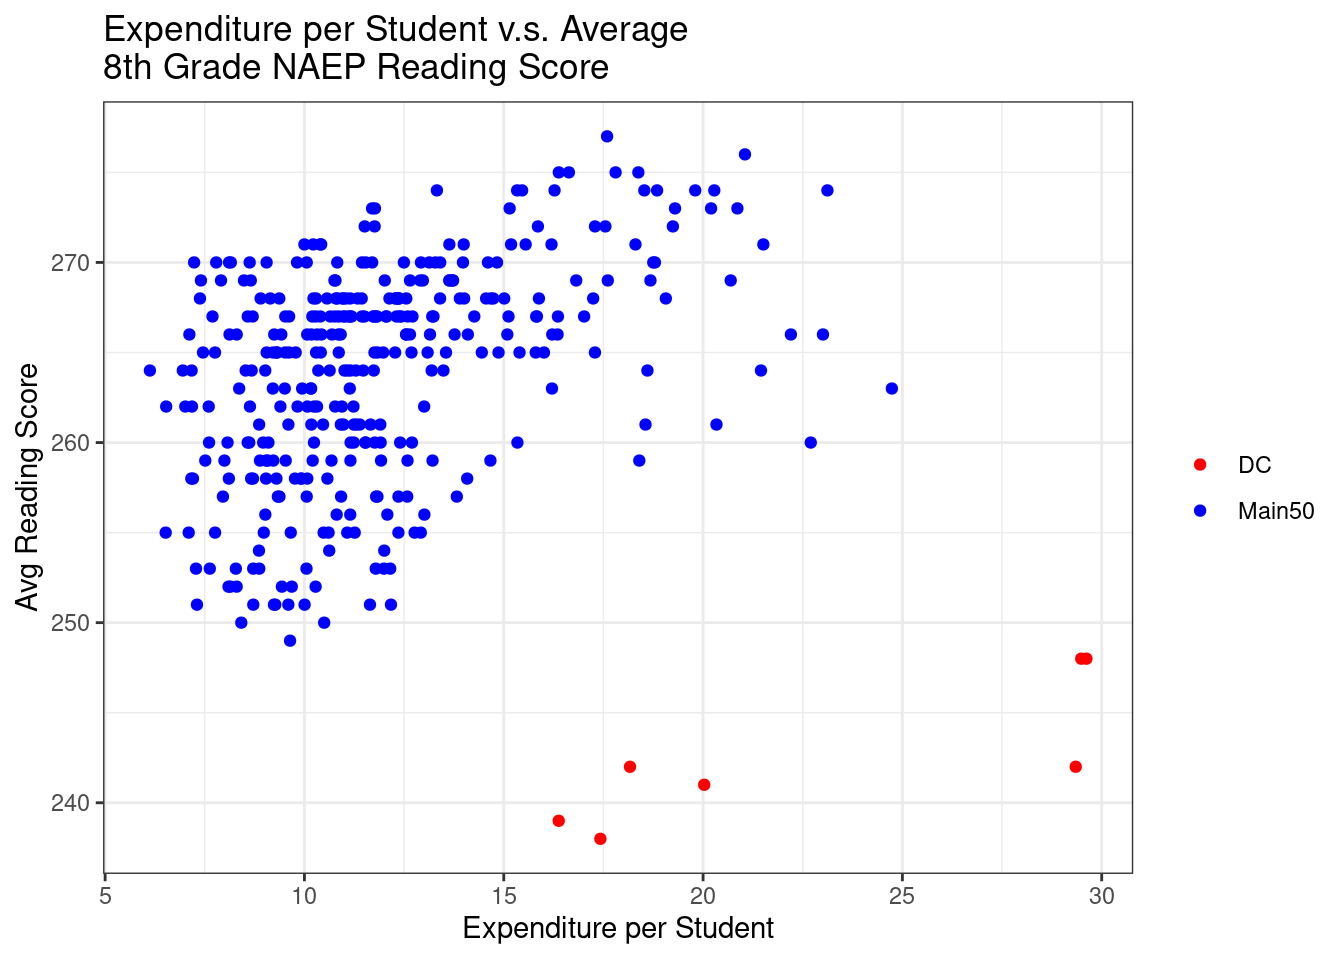 Expenditure per Student v.s. Average
8th Grade NAEP Reading Score
Avg Reading Score
270
260
250
240
5
10
15
20
25
30
Expenditure per Student
DC
Main50